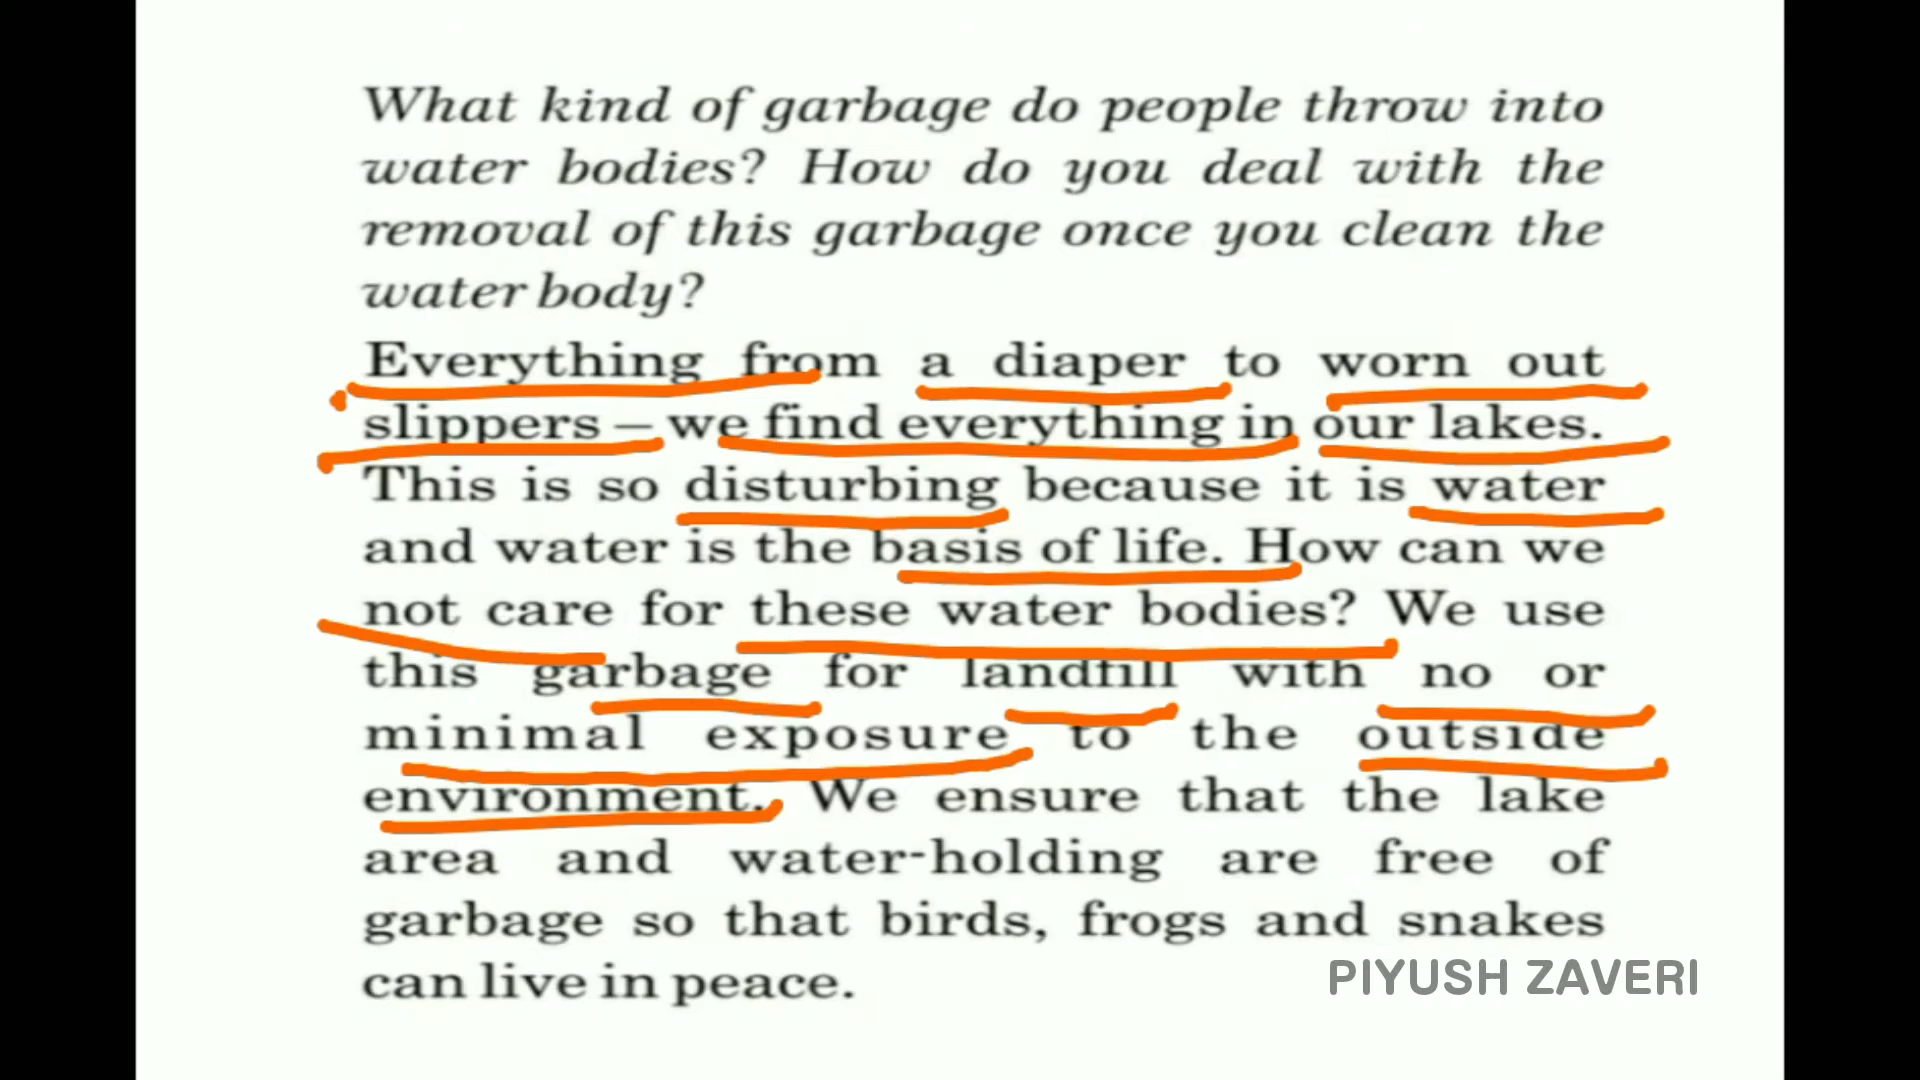 What kind of garbage do people throw into
water bodies? How do you deal with the
removal of this garbage once you clean the
water body?
Everything from a diaper to worn out
slippers – we find everything in our lakes.
This is so disturbing because it is water
and water is the basis of life. How can we
not care for these water bodies? We use
this garbage for landfill with no or
minimal exposure to the outside
environment. We ensure that the lake
area and water-holding are free of
garbage so that birds, frogs and snakes
can live in peace.
PIYUSH ZAVERI